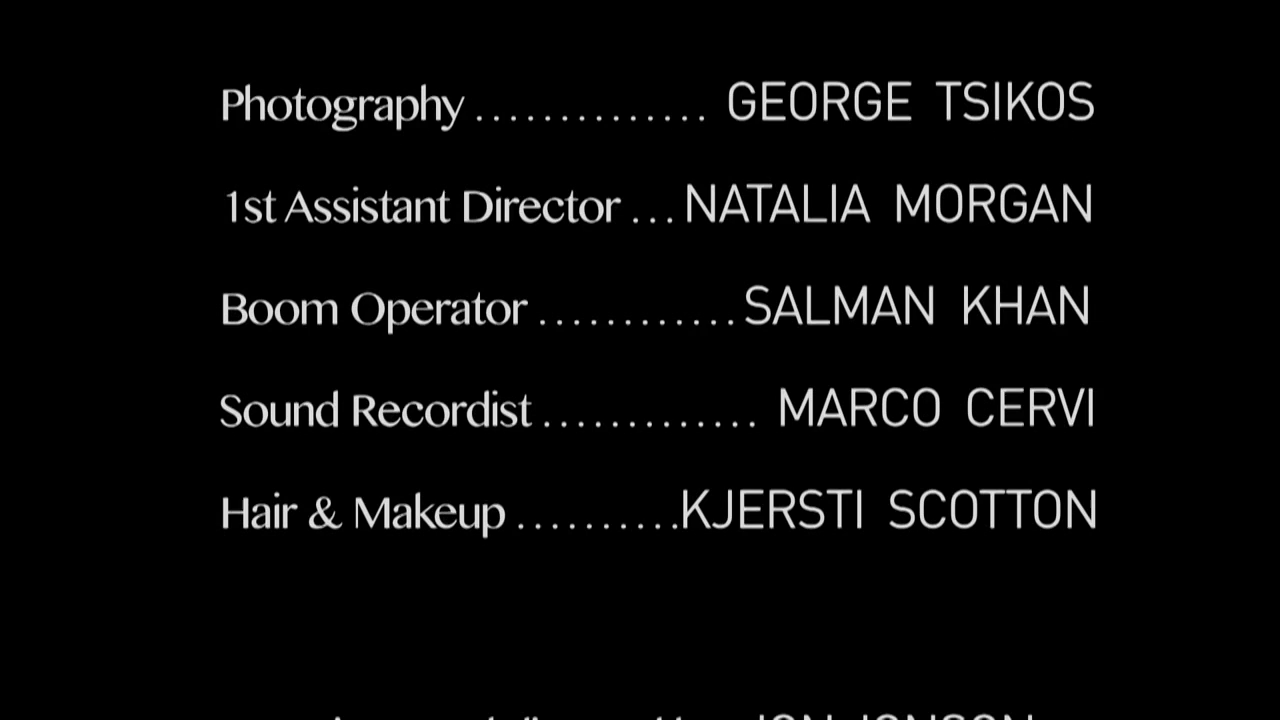 Photography .............. GEORGE TSIKOS
1st Assistant Director ... NATALIA MORGAN
Boom Operator ............ SALMAN KHAN
Sound Recordist ............. MARCO CERVI
Hair & Makeup .......... KJERSTI SCOTTON